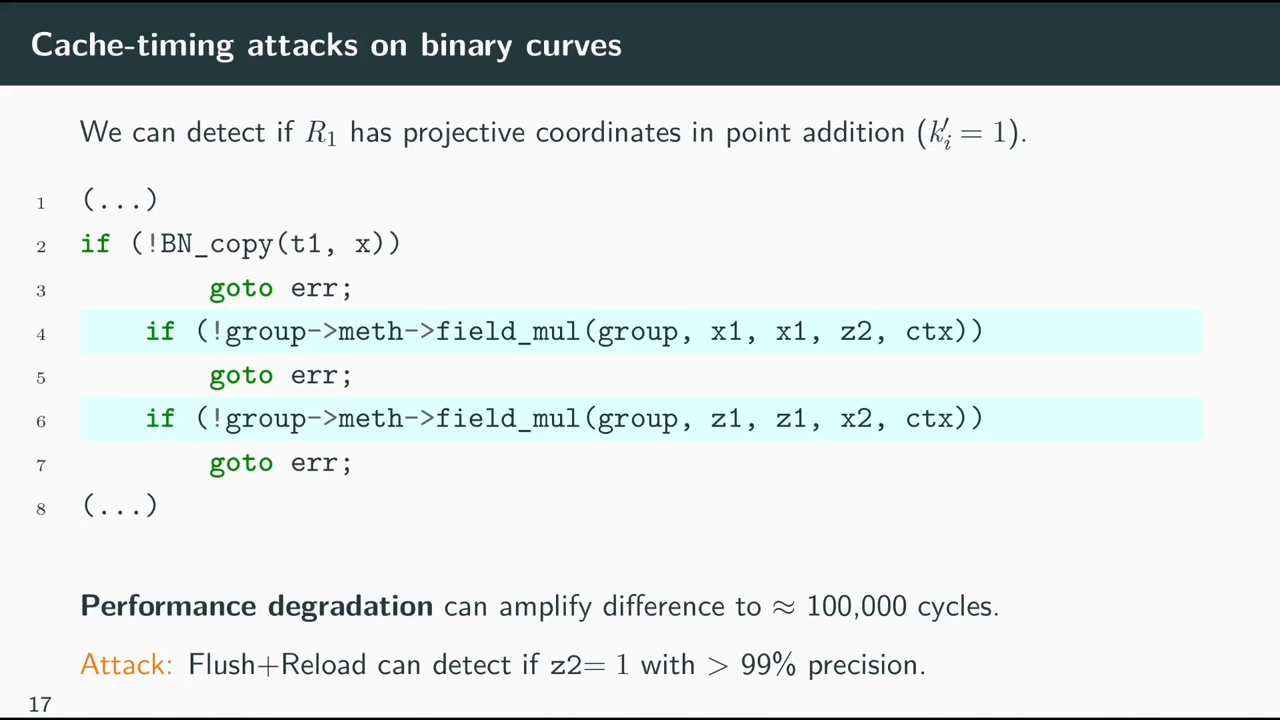 Cache-timing attacks on binary curves
We can detect if R₁ has projective coordinates in point addition (k′ᵢ = 1).
1 (...)
2 if (!BN_copy(t1, x))
3 goto err;
4 if (!group->meth->field_mul(group, x1, x1, z2, ctx))
5 goto err;
6 if (!group->meth->field_mul(group, z1, z1, x2, ctx))
7 goto err;
8 (...)
Performance degradation can amplify difference to ≈ 100,000 cycles.
Attack: Flush+Reload can detect if z2= 1 with > 99% precision.
17